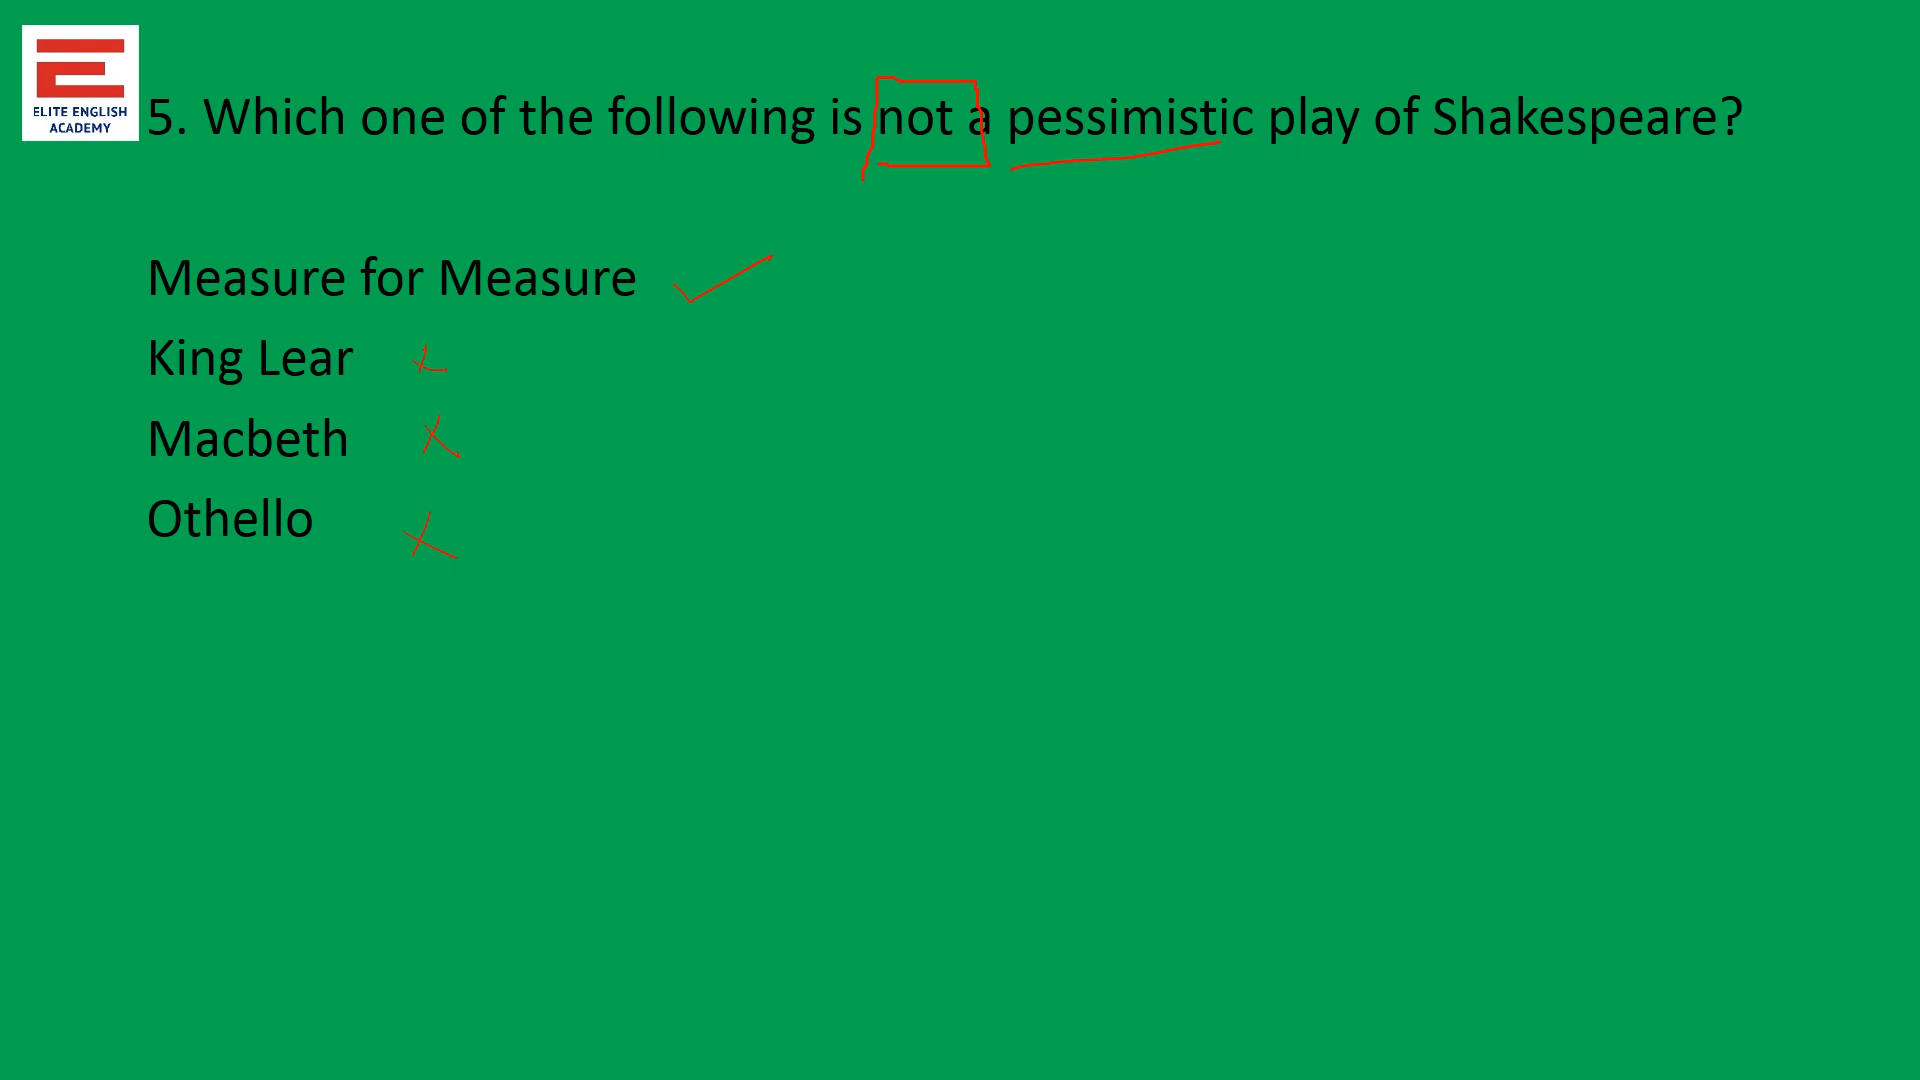 ELITE ENGLISH
ACADEMY
5. Which one of the following is not a pessimistic play of Shakespeare?
Measure for Measure
King Lear
Macbeth
Othello